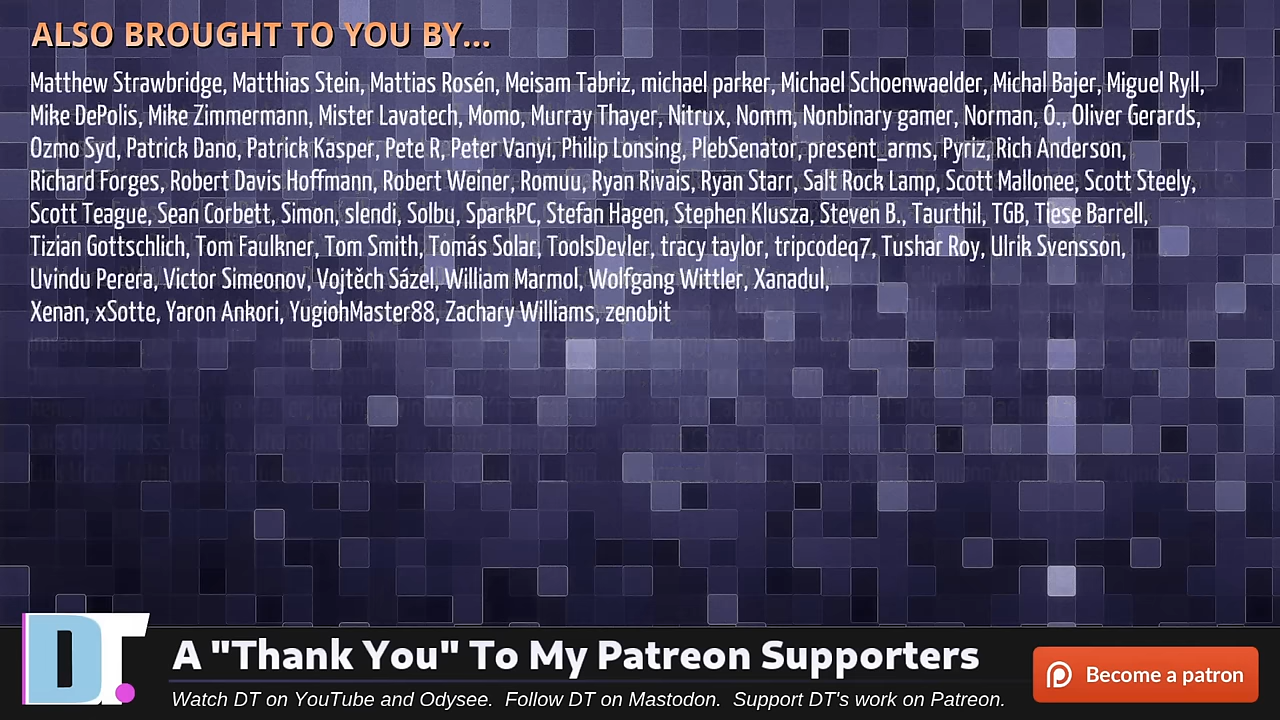 ALSO BROUGHT TO YOU BY...
Matthew Strawbridge, Matthias Stein, Mattias Rosén, Meisam Tabriz, michael parker, Michael Schoenwaelder, Michal Bajer, Miguel Ryll,
Mike DePolis, Mike Zimmermann, Mister Lavatech, Momo, Murray Thayer, Nitrux, Nomm, Nonbinary gamer, Norman, Ó., Oliver Gerards,
Ozmo Syd, Patrick Dano, Patrick Kasper, Pete R, Peter Vanyi, Philip Lonsing, PlebSenator, present_arms, Pyriz, Rich Anderson,
Richard Forges, Robert Davis Hoffmann, Robert Weiner, Romuu, Ryan Rivais, Ryan Starr, Salt Rock Lamp, Scott Mallonee, Scott Steely,
Scott Teague, Sean Corbett, Simon, slendi, Solbu, SparkPC, Stefan Hagen, Stephen Klusza, Steven B., Taurthil, TGB, Tiese Barrell,
Tizian Gottschlich, Tom Faulkner, Tom Smith, Tomás Solar, ToolsDevler, tracy taylor, tripcodeq7, Tushar Roy, Ulrik Svensson,
Uvindu Perera, Victor Simeonov, Vojtěch Sázel, William Marmol, Wolfgang Wittler, Xanadul,
Xenan, xSotte, Yaron Ankori, YugiohMaster88, Zachary Williams, zenobit
DT
A "Thank You" To My Patreon Supporters
Watch DT on YouTube and Odysee. Follow DT on Mastodon. Support DT's work on Patreon.
Become a patron